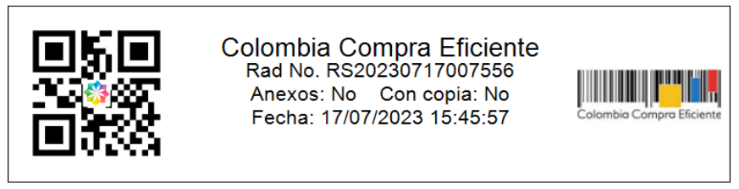 Colombia Compra Eficiente
Rad No. RS20230717007556
Anexos: No Con copia: No
Fecha: 17/07/2023 15:45:57
Colombia Compra Eficiente